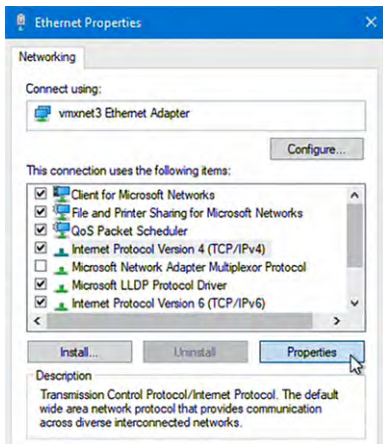 Ethernet Properties
Networking
Connect using:
vmxnet3 Ethernet Adapter
Configure...
This connection uses the following items:
Client for Microsoft Networks
File and Printer Sharing for Microsoft Networks
QoS Packet Scheduler
Internet Protocol Version 4 (TCP/IPv4)
Microsoft Network Adapter Multiplexor Protocol
Microsoft LLDP Protocol Driver
Internet Protocol Version 6 (TCP/IPv6)
Install...
Uninstall
Properties
Description
Transmission Control Protocol/Internet Protocol. The default
wide area network protocol that provides communication
across diverse interconnected networks.